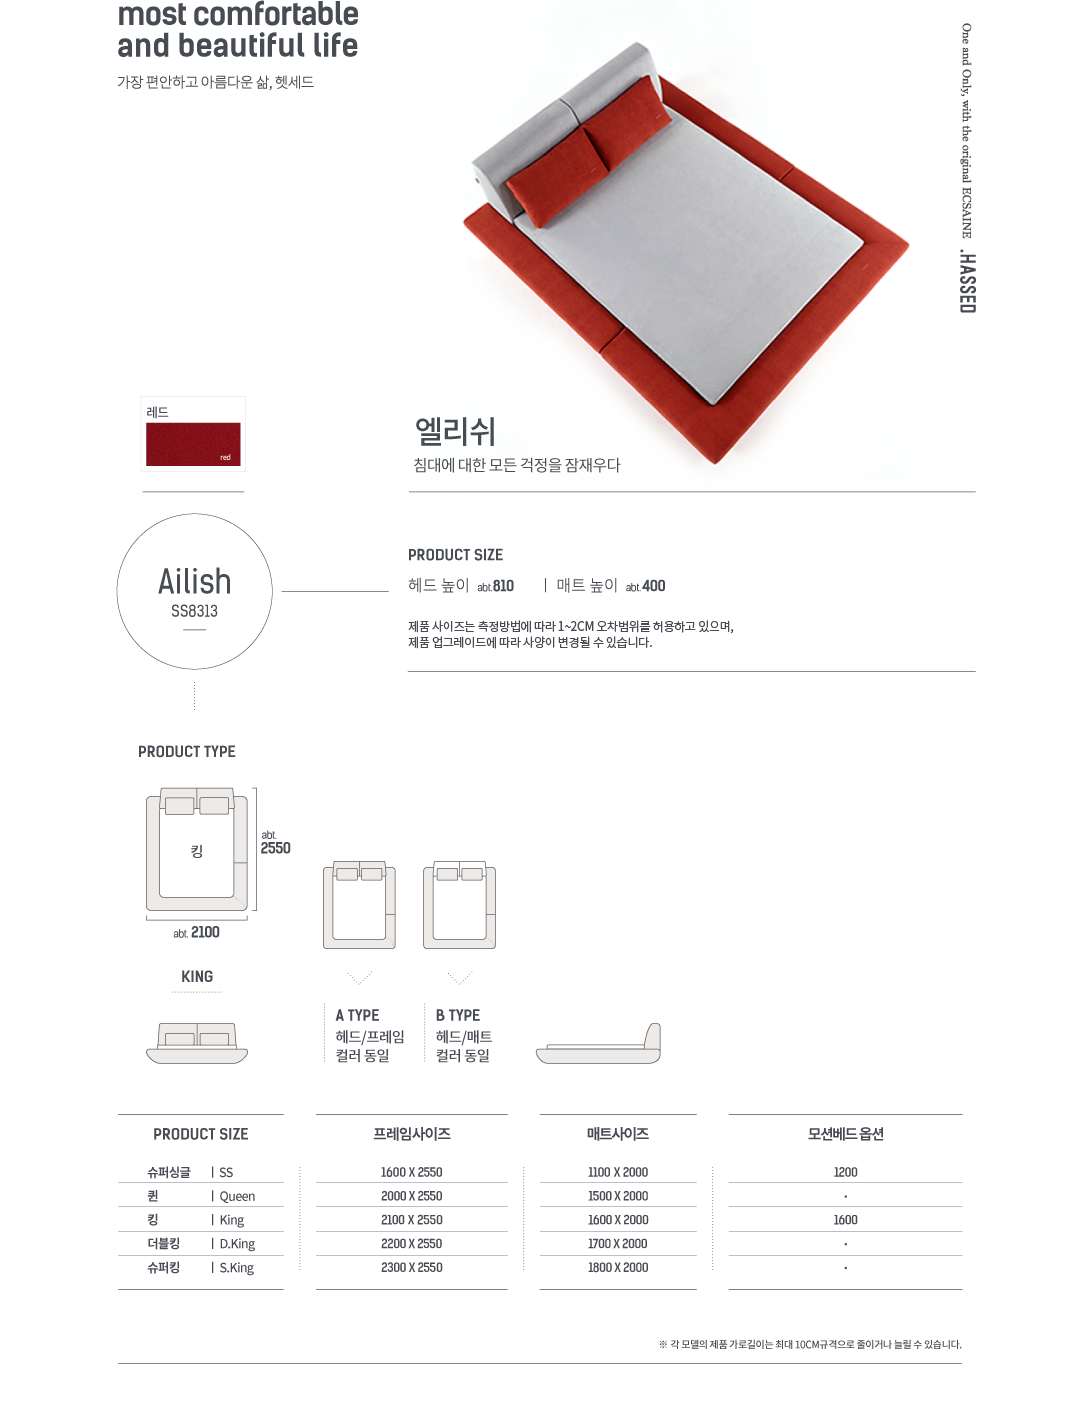 most comfortable
and beautiful life
가장 편안하고 아름다운 삶, 헷세드
One and Only, with the original ECSAINE .HASSED
레드
red
엘리쉬
침대에 대한 모든 걱정을 잠재우다
Ailish
SS8313
PRODUCT SIZE
헤드 높이 abt.810 | 매트 높이 abt.400
제품 사이즈는 측정방법에 따라 1~2CM 오차범위를 허용하고 있으며,
제품 업그레이드에 따라 사양이 변경될 수 있습니다.
PRODUCT TYPE
킹
abt.
2550
abt. 2100
KING
A TYPE
헤드/프레임
컬러 동일
B TYPE
헤드/매트
컬러 동일
PRODUCT SIZE 프레임사이즈 매트사이즈 모션베드 옵션
슈퍼싱글 | SS 1600 X 2550 1100 X 2000 1200
퀸 | Queen 2000 X 2550 1500 X 2000 -
킹 | King 2100 X 2550 1600 X 2000 1600
더블킹 | D.King 2200 X 2550 1700 X 2000 -
슈퍼킹 | S.King 2300 X 2550 1800 X 2000 -
※ 각 모델의 제품 가로길이는 최대 10CM규격으로 줄이거나 늘릴 수 있습니다.